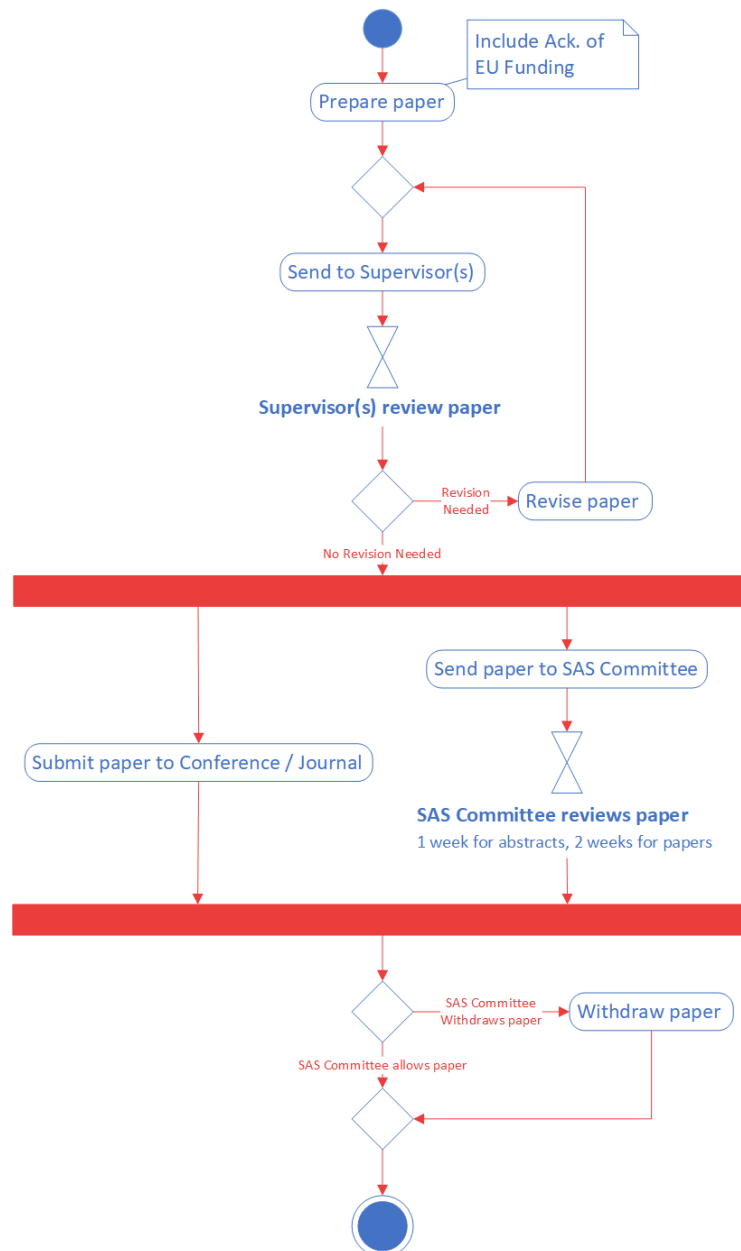 Include Ack. of
EU Funding
Prepare paper
Send to Supervisor(s)
Supervisor(s) review paper
Revision
Needed
Revise paper
No Revision Needed
Send paper to SAS Committee
Submit paper to Conference / Journal
SAS Committee reviews paper
1 week for abstracts, 2 weeks for papers
SAS Committee
Withdraws paper
Withdraw paper
SAS Committee allows paper